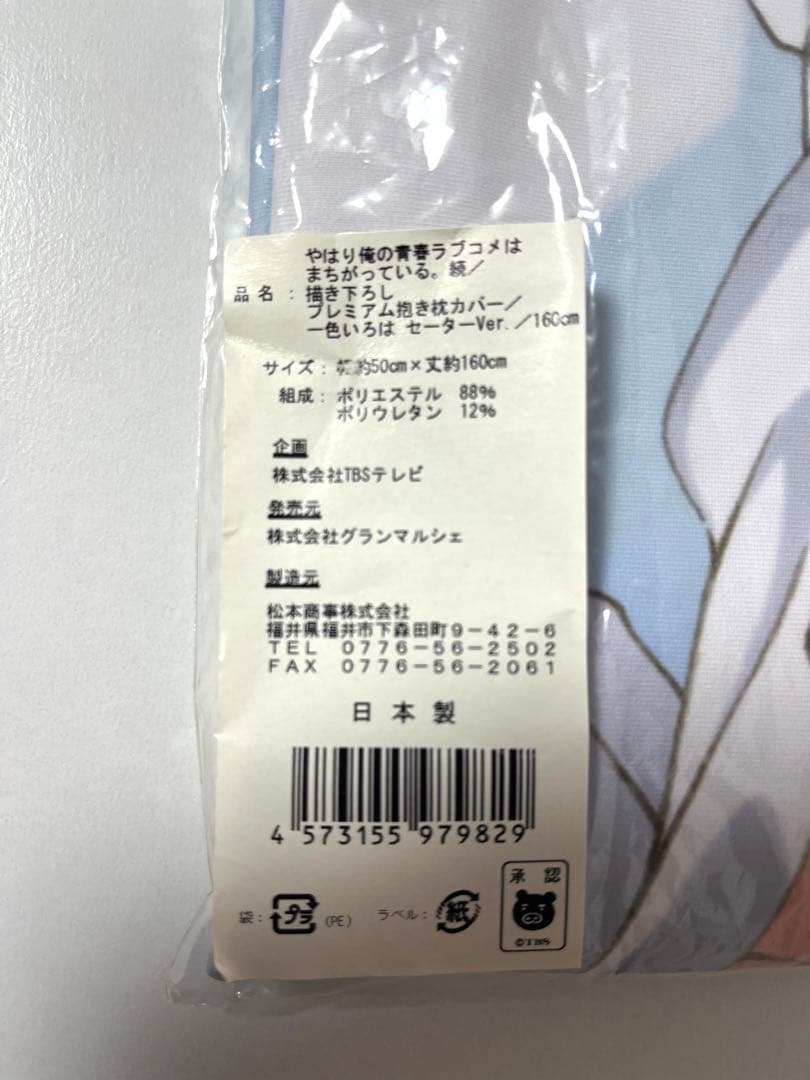 やはり俺の青春ラブコメは
まちがっている。続／
品 名 : 描き下ろし
プレミアム抱き枕カバー／
一色いろは セーターVer.／160cm
サイズ : 約50cm×丈約160cm
組成 : ポリエステル 88%
ポリウレタン 12%
企画
株式会社TBSテレビ
発売元
株式会社グランマルシェ
製造元
松本商事株式会社
福井県福井市下森田町9-42-6
TEL 0776-56-2502
FAX 0776-56-2061
日本製
4 573155 979829
袋: プラ (PE) ラベル: 紙
承認
©TBS